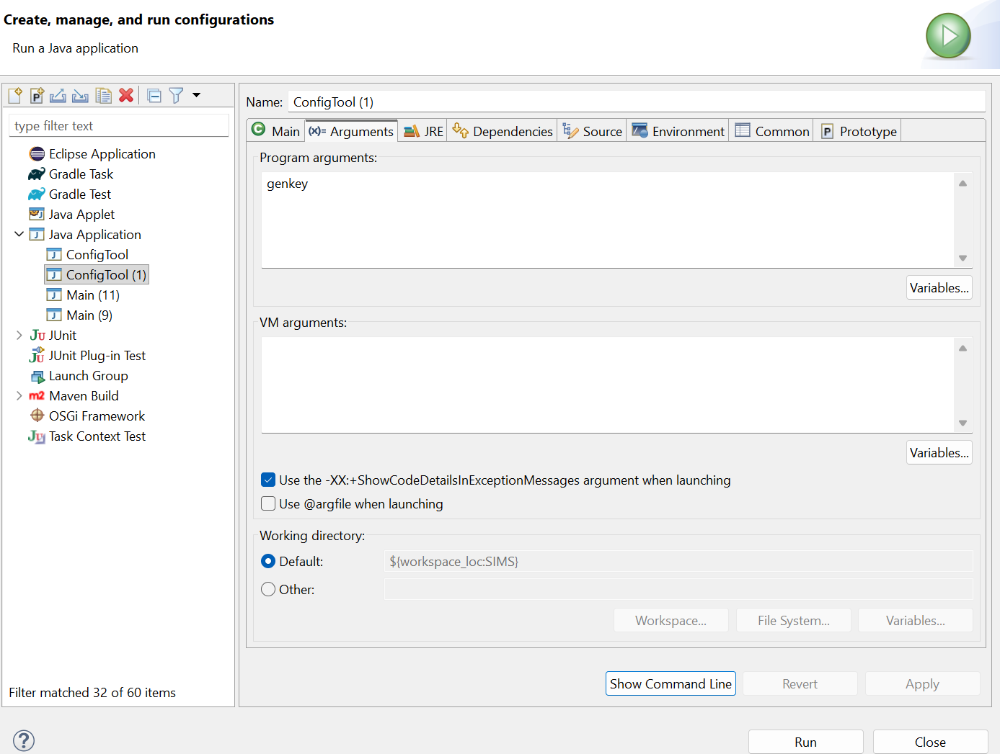 Create, manage, and run configurations
Run a Java application
type filter text
Eclipse Application
Gradle Task
Gradle Test
Java Applet
Java Application
ConfigTool
ConfigTool (1)
Main (11)
Main (9)
JUnit
JUnit Plug-in Test
Launch Group
Maven Build
OSGi Framework
Task Context Test
Filter matched 32 of 60 items
Name: ConfigTool (1)
Main (x)= Arguments JRE Dependencies Source Environment Common Prototype
Program arguments:
genkey
Variables...
VM arguments:
Variables...
Use the -XX:+ShowCodeDetailsInExceptionMessages argument when launching
Use @argfile when launching
Working directory:
Default: ${workspace_loc:SIMS}
Other:
Workspace... File System... Variables...
Show Command Line Revert Apply
Run Close